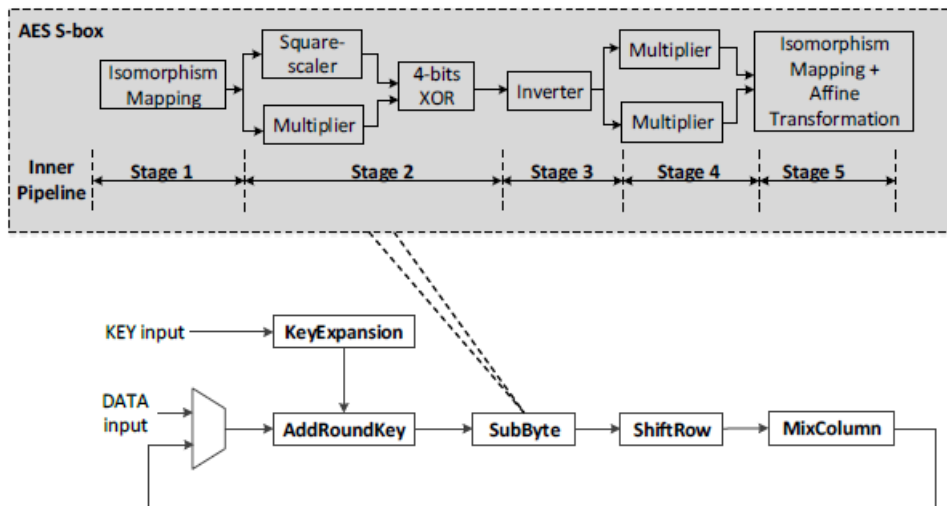 AES S-box
Isomorphism
Mapping
Square-
scaler
Multiplier
4-bits
XOR
Inverter
Multiplier
Multiplier
Isomorphism
Mapping +
Affine
Transformation
Inner
Pipeline
Stage 1
Stage 2
Stage 3
Stage 4
Stage 5
KEY input
KeyExpansion
DATA
input
AddRoundKey
SubByte
ShiftRow
MixColumn